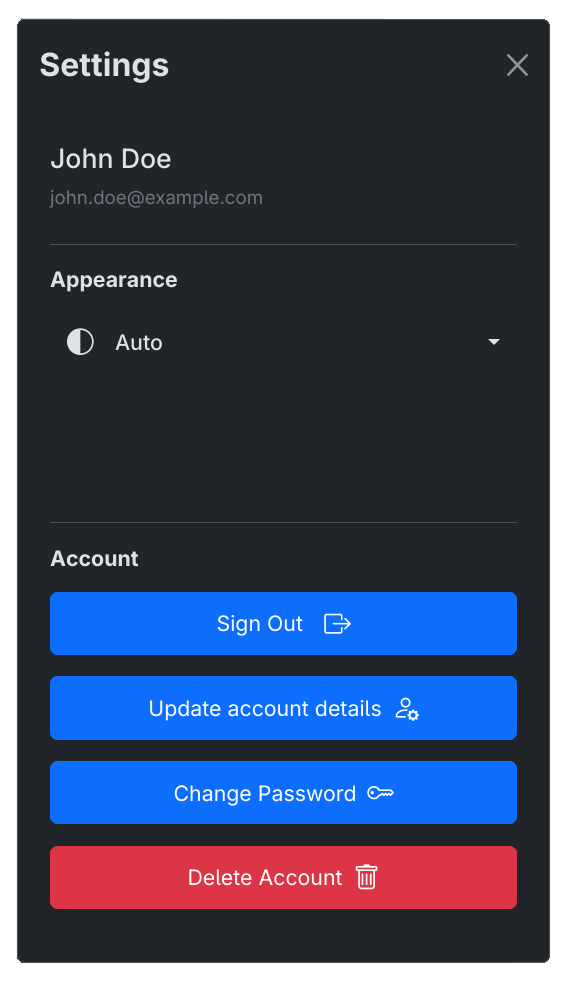 Settings
John Doe
john.doe@example.com
Appearance
Auto
Account
Sign Out
Update account details
Change Password
Delete Account